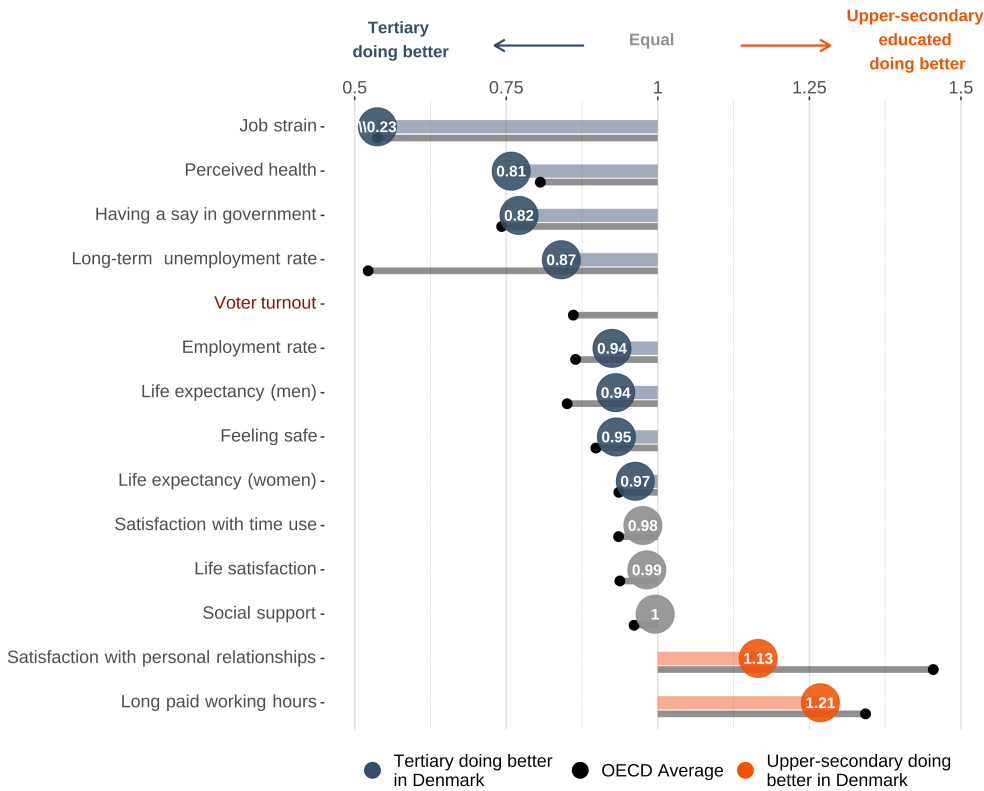 Tertiary
doing better
Equal
Upper-secondary
educated
doing better
0.5 0.75 1 1.25 1.5
Job strain \\0.23
Perceived health 0.81
Having a say in government 0.82
Long-term  unemployment rate 0.87
Voter turnout
Employment rate 0.94
Life expectancy (men) 0.94
Feeling safe 0.95
Life expectancy (women) 0.97
Satisfaction with time use 0.98
Life satisfaction 0.99
Social support 1
Satisfaction with personal relationships 1.13
Long paid working hours 1.21
Tertiary doing better
in Denmark
OECD Average
Upper-secondary doing
better in Denmark